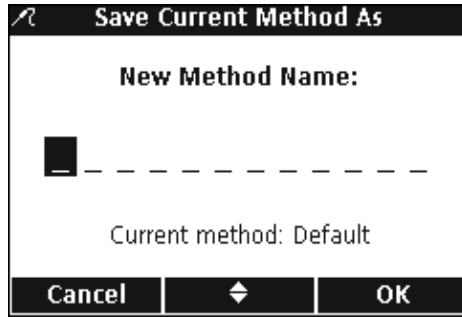 Save Current Method As
New Method Name:
_ _ _ _ _ _ _ _ _ _ _ _
Current method: Default
Cancel
OK